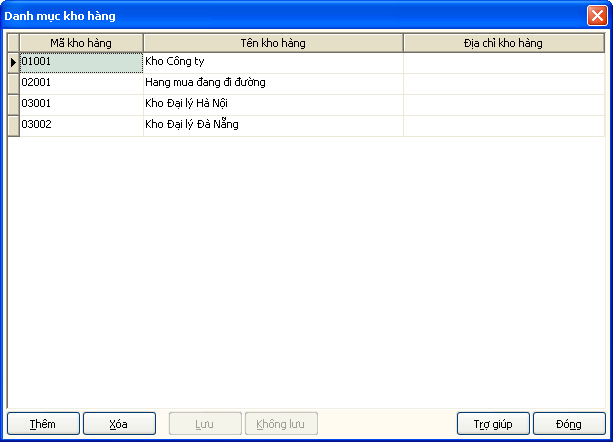 Danh mục kho hàng
Mã kho hàng Tên kho hàng Địa chỉ kho hàng
01001 Kho Công ty
02001 Hang mua đang đi đường
03001 Kho Đại lý Hà Nội
03002 Kho Đại lý Đà Nẵng
Thêm Xóa Lưu Không lưu Trợ giúp Đóng